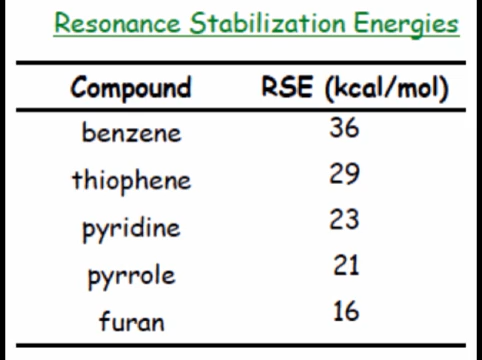 Resonance Stabilization Energies
Compound RSE (kcal/mol)
benzene 36
thiophene 29
pyridine 23
pyrrole 21
furan 16